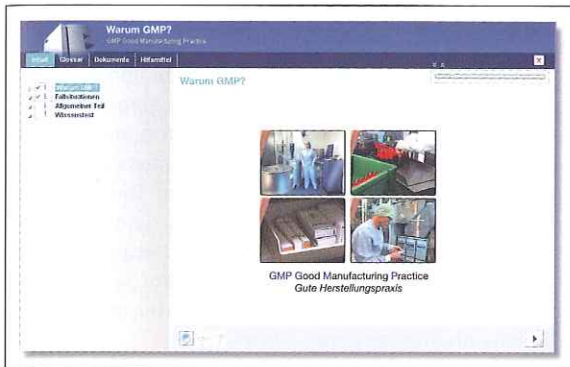 Warum GMP?
GMP Good Manufacturing Practice
Inhalt Glossar Dokumente Hilfsmittel
Warum GMP?
Warum GMP?
Fallsituationen
Allgemeiner Teil
Wissenstest
GMP Good Manufacturing Practice
Gute Herstellungspraxis